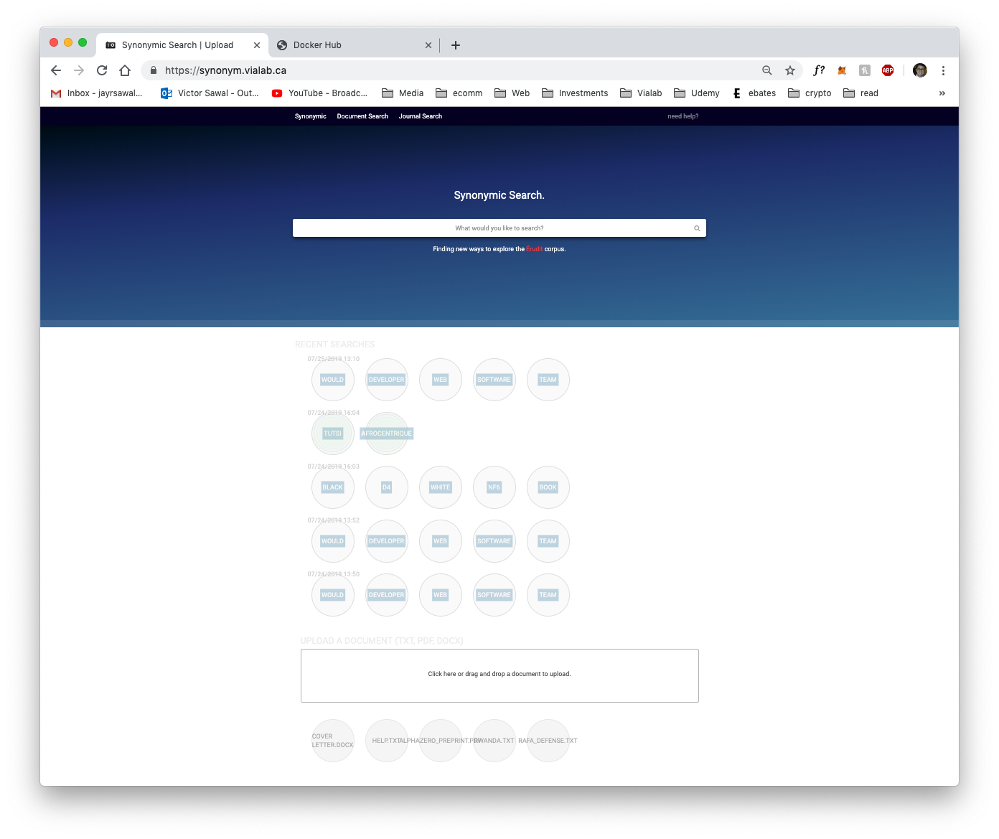 Synonymic Search | Upload
Docker Hub
https://synonym.vialab.ca
f?
ABP
Inbox - jayrsawal...
Victor Sawal - Out...
YouTube - Broadc...
Media
ecomm
Web
Investments
Vialab
Udemy
ebates
crypto
read
»
Synonymic
Document Search
Journal Search
need help?
Synonymic Search.
What would you like to search?
Finding new ways to explore the Érudit corpus.
RECENT SEARCHES
07/25/2019 13:10
WOULD
DEVELOPER
WEB
SOFTWARE
TEAM
07/24/2019 16:04
TUTSI
AFROCENTRIQUE
07/24/2019 16:03
BLACK
D4
WHITE
NF6
BOOK
07/24/2019 13:52
WOULD
DEVELOPER
WEB
SOFTWARE
TEAM
07/24/2019 13:50
WOULD
DEVELOPER
WEB
SOFTWARE
TEAM
UPLOAD A DOCUMENT (TXT, PDF, DOCX)
Click here or drag and drop a document to upload.
COVER
LETTER.DOCX
HELP.TXT
ALPHAZERO_PREPRINT.PDF
RWANDA.TXT
RAFA_DEFENSE.TXT